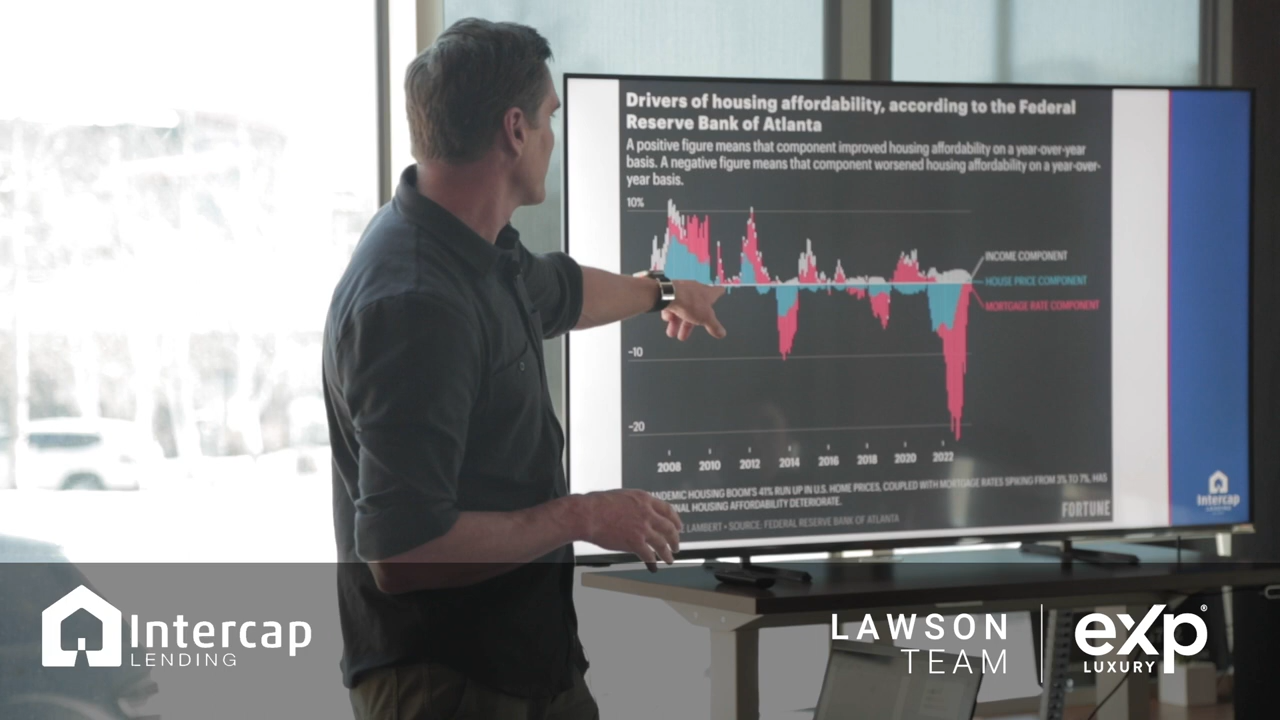 Drivers of housing affordability, according to the Federal
Reserve Bank of Atlanta
A positive figure means that component improved housing affordability on a year-over-year
basis. A negative figure means that component worsened housing affordability on a year-over-
year basis.
10%
INCOME COMPONENT
HOUSE PRICE COMPONENT
MORTGAGE RATE COMPONENT
-10
-20
2008 2010 2012 2014 2016 2018 2020 2022
ANDEMIC HOUSING BOOM'S 41% RUN UP IN U.S. HOME PRICES, COUPLED WITH MORTGAGE RATES SPIKING FROM 3% TO 7%, HAS
ONAL HOUSING AFFORDABILITY DETERIORATE.
LAMBERT • SOURCE: FEDERAL RESERVE BANK OF ATLANTA
FORTUNE
Intercap
LENDING
Intercap
LENDING
LAWSON
TEAM
eXp®
LUXURY